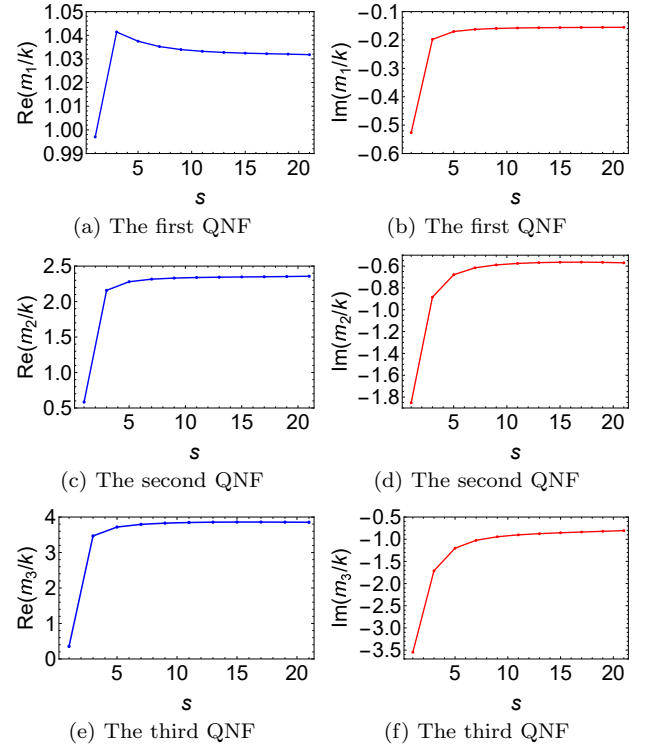 1.05
1.04
1.03
1.02
1.01
1.00
0.99
Re(m₁/k)
5 10 15 20
s
(a) The first QNF
−0.1
−0.2
−0.3
−0.4
−0.5
−0.6
Im(m₁/k)
5 10 15 20
s
(b) The first QNF
2.5
2.0
1.5
1.0
0.5
Re(m₂/k)
5 10 15 20
s
(c) The second QNF
−0.6
−0.8
−1.0
−1.2
−1.4
−1.6
−1.8
Im(m₂/k)
5 10 15 20
s
(d) The second QNF
4
3
2
1
0
Re(m₃/k)
5 10 15 20
s
(e) The third QNF
−0.5
−1.0
−1.5
−2.0
−2.5
−3.0
−3.5
Im(m₃/k)
5 10 15 20
s
(f) The third QNF